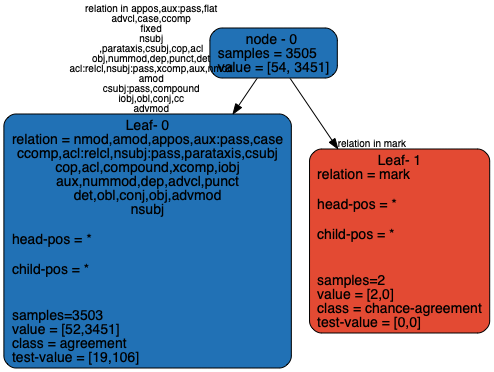 relation in appos,aux:pass,flat
advcl,case,ccomp
fixed
nsubj
,parataxis,csubj,cop,acl
obj,nummod,dep,punct,det
acl:relcl,nsubj:pass,xcomp,aux,nmod
amod
csubj:pass,compound
iobj,obl,conj,cc
advmod
node - 0
samples = 3505
value = [54, 3451]
relation in mark
Leaf- 0
relation = nmod,amod,appos,aux:pass,case
ccomp,acl:relcl,nsubj:pass,parataxis,csubj
cop,acl,compound,xcomp,iobj
aux,nummod,dep,advcl,punct
det,obl,conj,obj,advmod
nsubj
head-pos = *
child-pos = *
samples=3503
value = [52,3451]
class = agreement
test-value = [19,106]
Leaf- 1
relation = mark
head-pos = *
child-pos = *
samples=2
value = [2,0]
class = chance-agreement
test-value = [0,0]